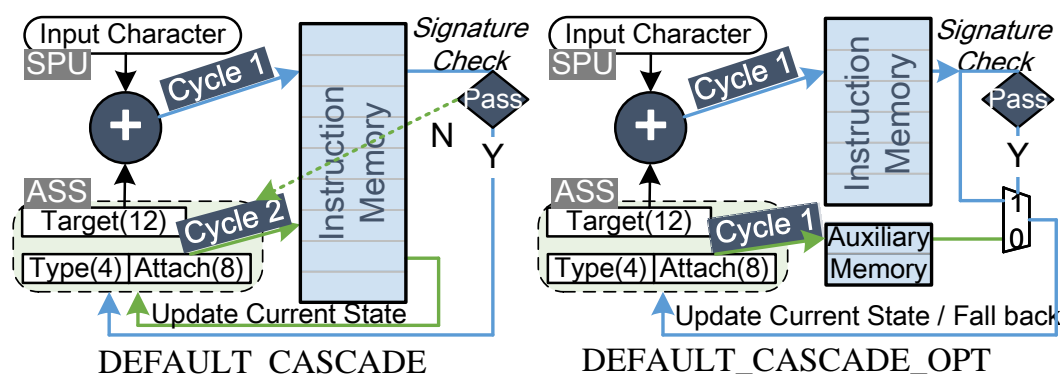 Input Character
SPU
Cycle 1
+
ASS
Target(12)
Type(4)
Attach(8)
Cycle 2
Instruction
Memory
Signature
Check
Pass
N
Y
Update Current State
DEFAULT_CASCADE
Input Character
SPU
Cycle 1
+
ASS
Target(12)
Type(4)
Attach(8)
Cycle 1
Instruction
Memory
Auxiliary
Memory
Signature
Check
Pass
Y
1
0
Update Current State / Fall back
DEFAULT_CASCADE_OPT